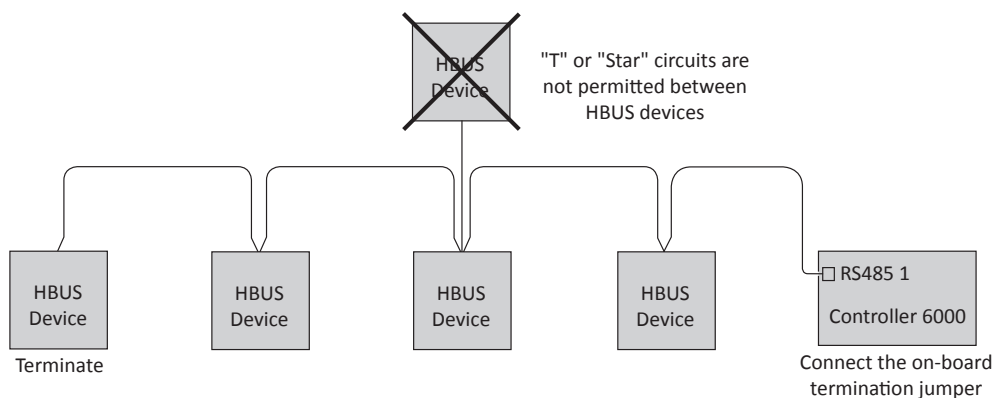 HBUS
Device
"T" or "Star" circuits are
not permitted between
HBUS devices
HBUS
Device
Terminate
HBUS
Device
HBUS
Device
HBUS
Device
RS485 1
Controller 6000
Connect the on-board
termination jumper